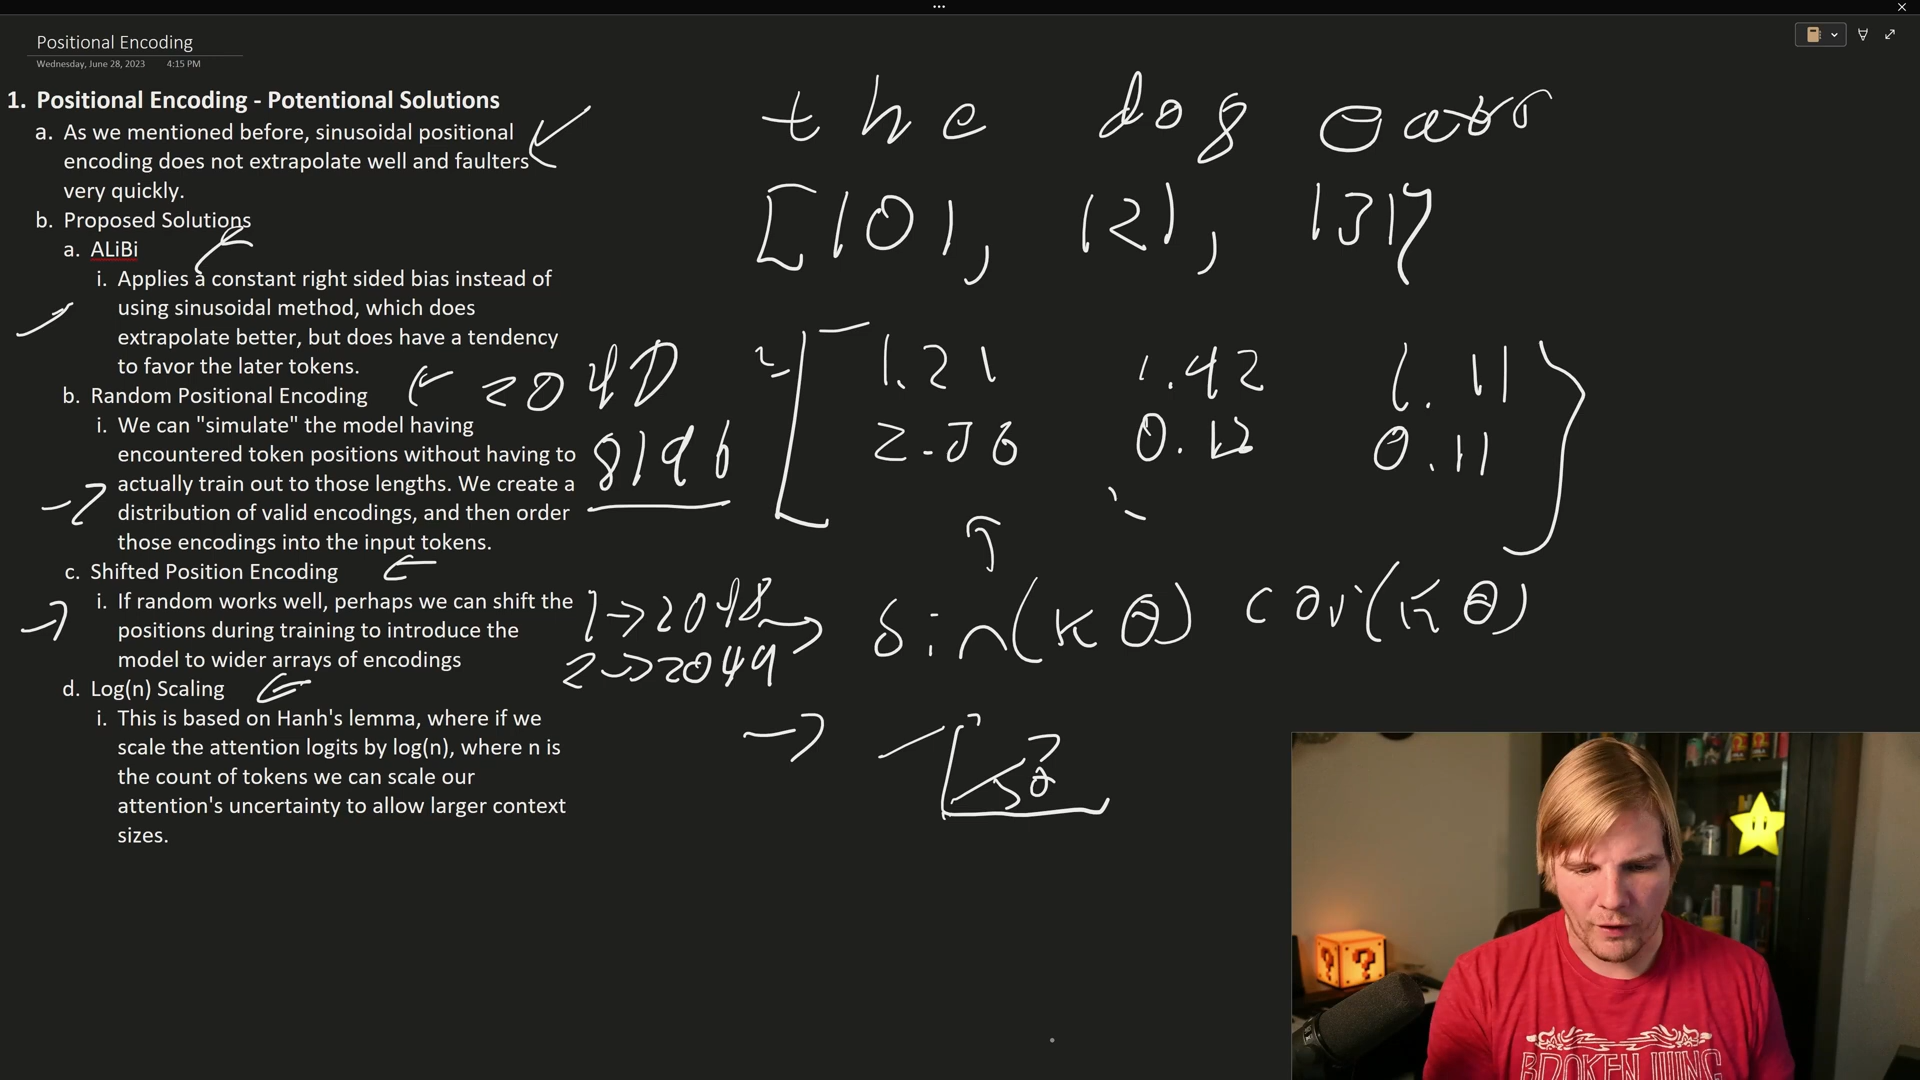 Positional Encoding
Wednesday, June 28, 2023 4:15 PM
1. Positional Encoding - Potentional Solutions
a. As we mentioned before, sinusoidal positional
encoding does not extrapolate well and faulters
very quickly.
b. Proposed Solutions
a. ALiBi
i. Applies a constant right sided bias instead of
using sinusoidal method, which does
extrapolate better, but does have a tendency
to favor the later tokens.
b. Random Positional Encoding
i. We can "simulate" the model having
encountered token positions without having to
actually train out to those lengths. We create a
distribution of valid encodings, and then order
those encodings into the input tokens.
c. Shifted Position Encoding
i. If random works well, perhaps we can shift the
positions during training to introduce the
model to wider arrays of encodings
d. Log(n) Scaling
i. This is based on Hanh's lemma, where if we
scale the attention logits by log(n), where n is
the count of tokens we can scale our
attention's uncertainty to allow larger context
sizes.
the dog
[101, 121, 131]
1.21 1.42 1.11
0.12 0.11
8196
1→2048
2→2049
sin(kθ) cos(kθ)
BROKEN WING